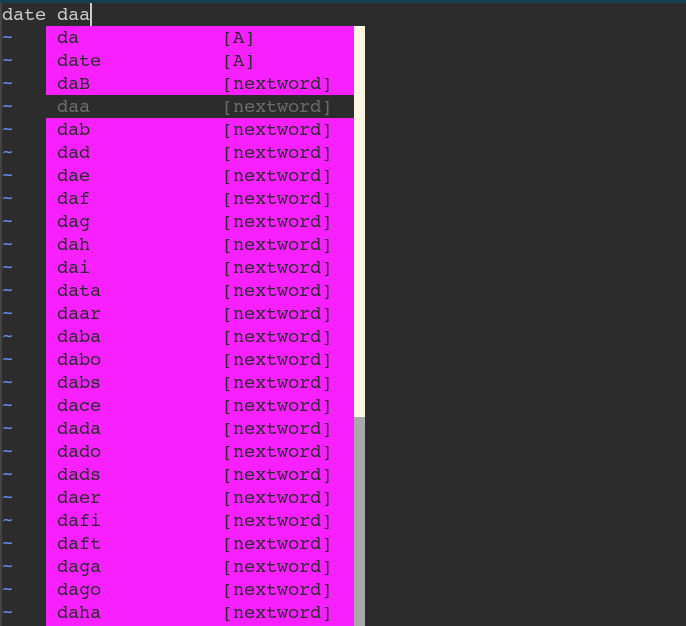 date daa
~ da [A]
~ date [A]
~ daB [nextword]
~ daa [nextword]
~ dab [nextword]
~ dad [nextword]
~ dae [nextword]
~ daf [nextword]
~ dag [nextword]
~ dah [nextword]
~ dai [nextword]
~ data [nextword]
~ daar [nextword]
~ daba [nextword]
~ dabo [nextword]
~ dabs [nextword]
~ dace [nextword]
~ dada [nextword]
~ dado [nextword]
~ dads [nextword]
~ daer [nextword]
~ dafi [nextword]
~ daft [nextword]
~ daga [nextword]
~ dago [nextword]
~ daha [nextword]